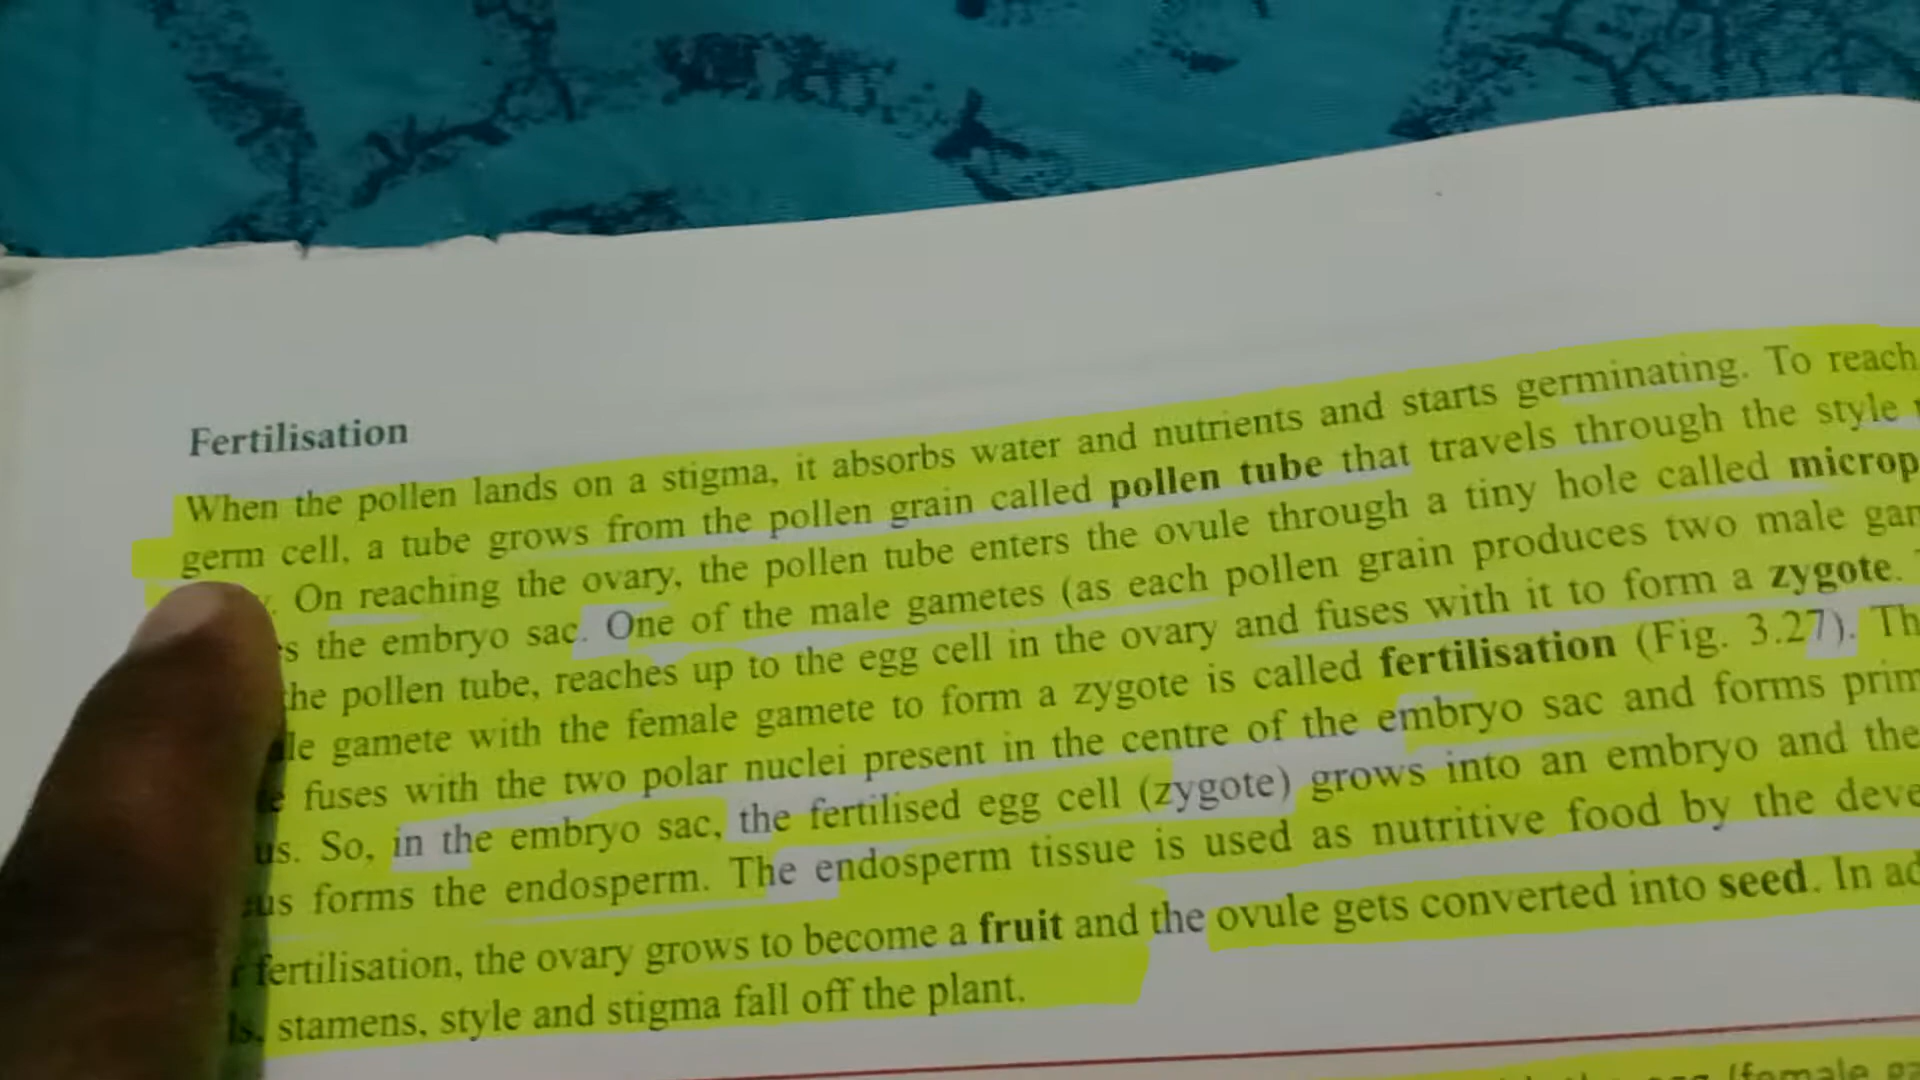 Fertilisation
When the pollen lands on a stigma, it absorbs water and nutrients and starts germinating. To reach
germ cell, a tube grows from the pollen grain called pollen tube that travels through the style
On reaching the ovary, the pollen tube enters the ovule through a tiny hole called microp
s the embryo sac. One of the male gametes (as each pollen grain produces two male gam
he pollen tube, reaches up to the egg cell in the ovary and fuses with it to form a zygote.
le gamete with the female gamete to form a zygote is called fertilisation (Fig. 3.27). Th
fuses with the two polar nuclei present in the centre of the embryo sac and forms prim
us. So, in the embryo sac, the fertilised egg cell (zygote) grows into an embryo and the
us forms the endosperm. The endosperm tissue is used as nutritive food by the deve
fertilisation, the ovary grows to become a fruit and the ovule gets converted into seed. In ad
ls, stamens, style and stigma fall off the plant.
(female